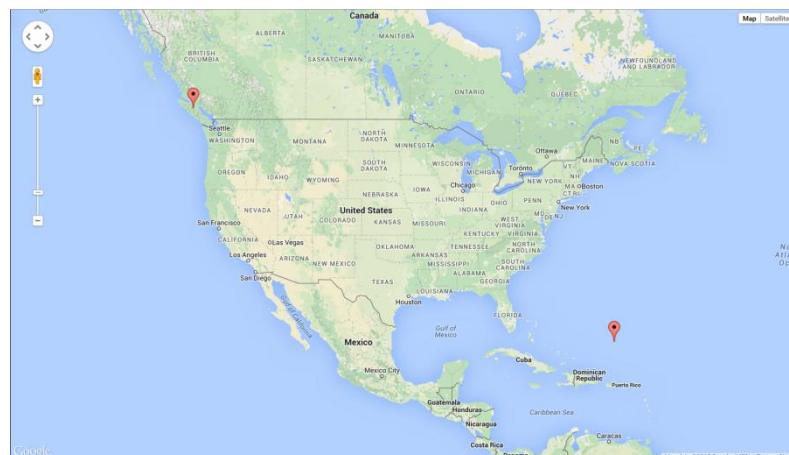 Canada
Map
Satellite
ALBERTA
MANITOBA
BRITISH
COLUMBIA
SASKATCHEWAN
NEWFOUNDLAND
AND LABRADOR
ONTARIO
QUEBEC
Seattle
WASHINGTON
MONTANA
NORTH
DAKOTA
MINNESOTA
Ottawa
NB
PE
MAINE
NOVA SCOTIA
OREGON
IDAHO
WYOMING
SOUTH
DAKOTA
WISCONSIN
MICHIGAN
Toronto
VT
NH
NEW YORK
MA
Boston
CT
RI
NEBRASKA
IOWA
Chicago
ILLINOIS
INDIANA
OHIO
PENN
New York
NEVADA
UTAH
COLORADO
United States
KANSAS
MISSOURI
WEST
VIRGINIA
MD
DE
NJ
KENTUCKY
VIRGINIA
San Francisco
CALIFORNIA
Las Vegas
OKLAHOMA
ARKANSAS
TENNESSEE
NORTH
CAROLINA
Los Angeles
ARIZONA
NEW MEXICO
MISSISSIPPI
SOUTH
CAROLINA
ALABAMA
San Diego
TEXAS
LOUISIANA
GEORGIA
Houston
FLORIDA
Gulf of California
Gulf of
Mexico
Mexico
Cuba
Mexico City
Dominican
Republic
Puerto Rico
Guatemala
Honduras
Caribbean Sea
Nicaragua
Costa Rica
Caracas
Google